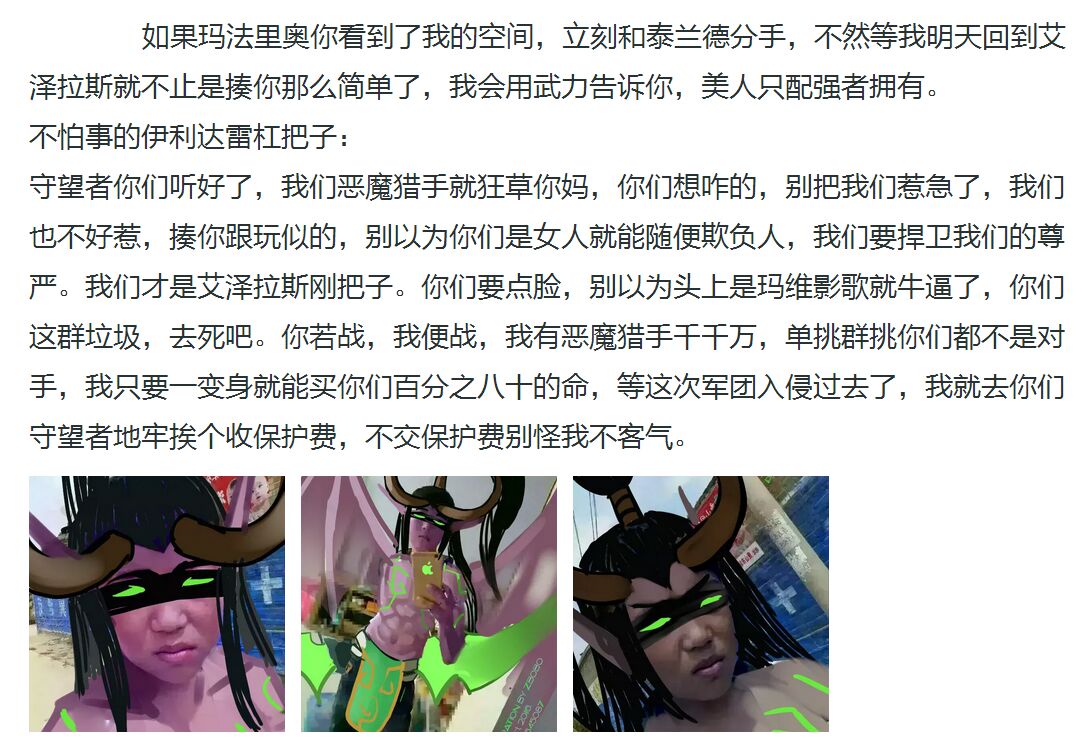 如果玛法里奥你看到了我的空间，立刻和泰兰德分手，不然等我明天回到艾
泽拉斯就不止是揍你那么简单了，我会用武力告诉你，美人只配强者拥有。
不怕事的伊利达雷杠把子：
守望者你们听好了，我们恶魔猎手就狂草你妈，你们想咋的，别把我们惹急了，我们
也不好惹，揍你跟玩似的，别以为你们是女人就能随便欺负人，我们要捍卫我们的尊
严。我们才是艾泽拉斯刚把子。你们要点脸，别以为头上是玛维影歌就牛逼了，你们
这群垃圾，去死吧。你若战，我便战，我有恶魔猎手千千万，单挑群挑你们都不是对
手，我只要一变身就能买你们百分之八十的命，等这次军团入侵过去了，我就去你们
守望者地牢挨个收保护费，不交保护费别怪我不客气。